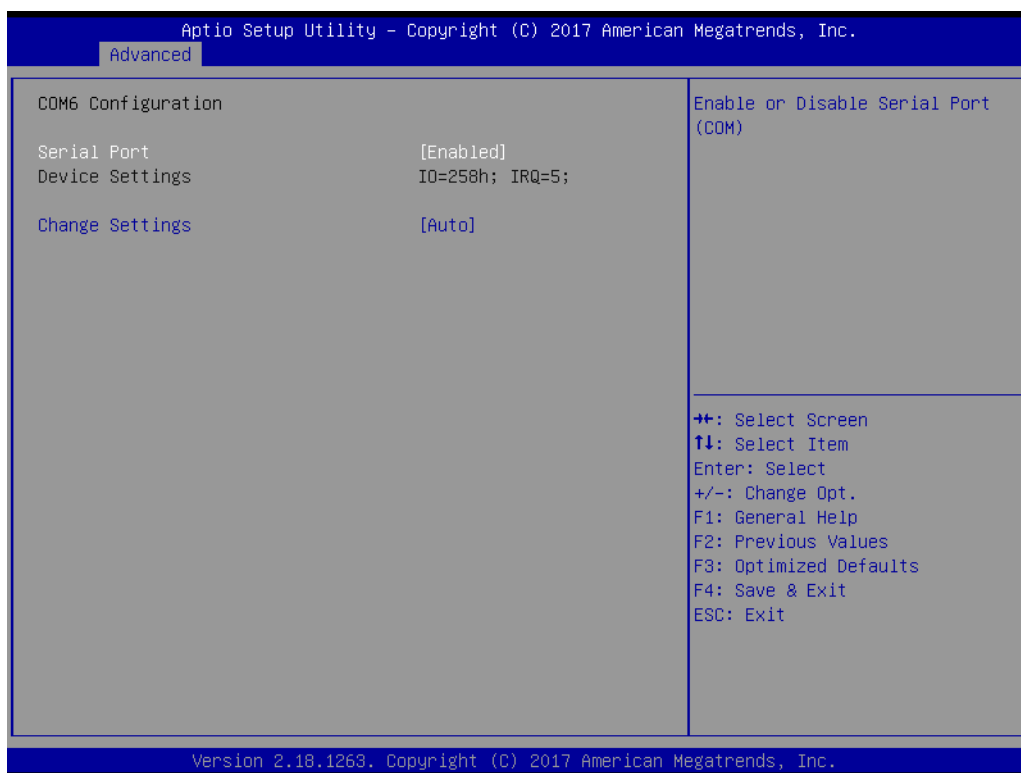 Aptio Setup Utility – Copyright (C) 2017 American Megatrends, Inc.
Advanced
COM6 Configuration
Serial Port [Enabled]
Device Settings IO=258h; IRQ=5;
Change Settings [Auto]
Enable or Disable Serial Port
(COM)
→←: Select Screen
↑↓: Select Item
Enter: Select
+/-: Change Opt.
F1: General Help
F2: Previous Values
F3: Optimized Defaults
F4: Save & Exit
ESC: Exit
Version 2.18.1263. Copyright (C) 2017 American Megatrends, Inc.